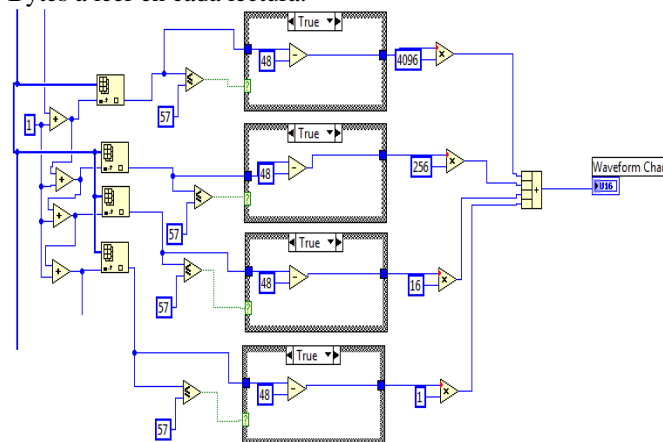 Bytes a leer en cada lectura.
True
48
4096
57
1
True
48
256
Waveform Char
U16
57
True
48
16
57
True
48
1
57